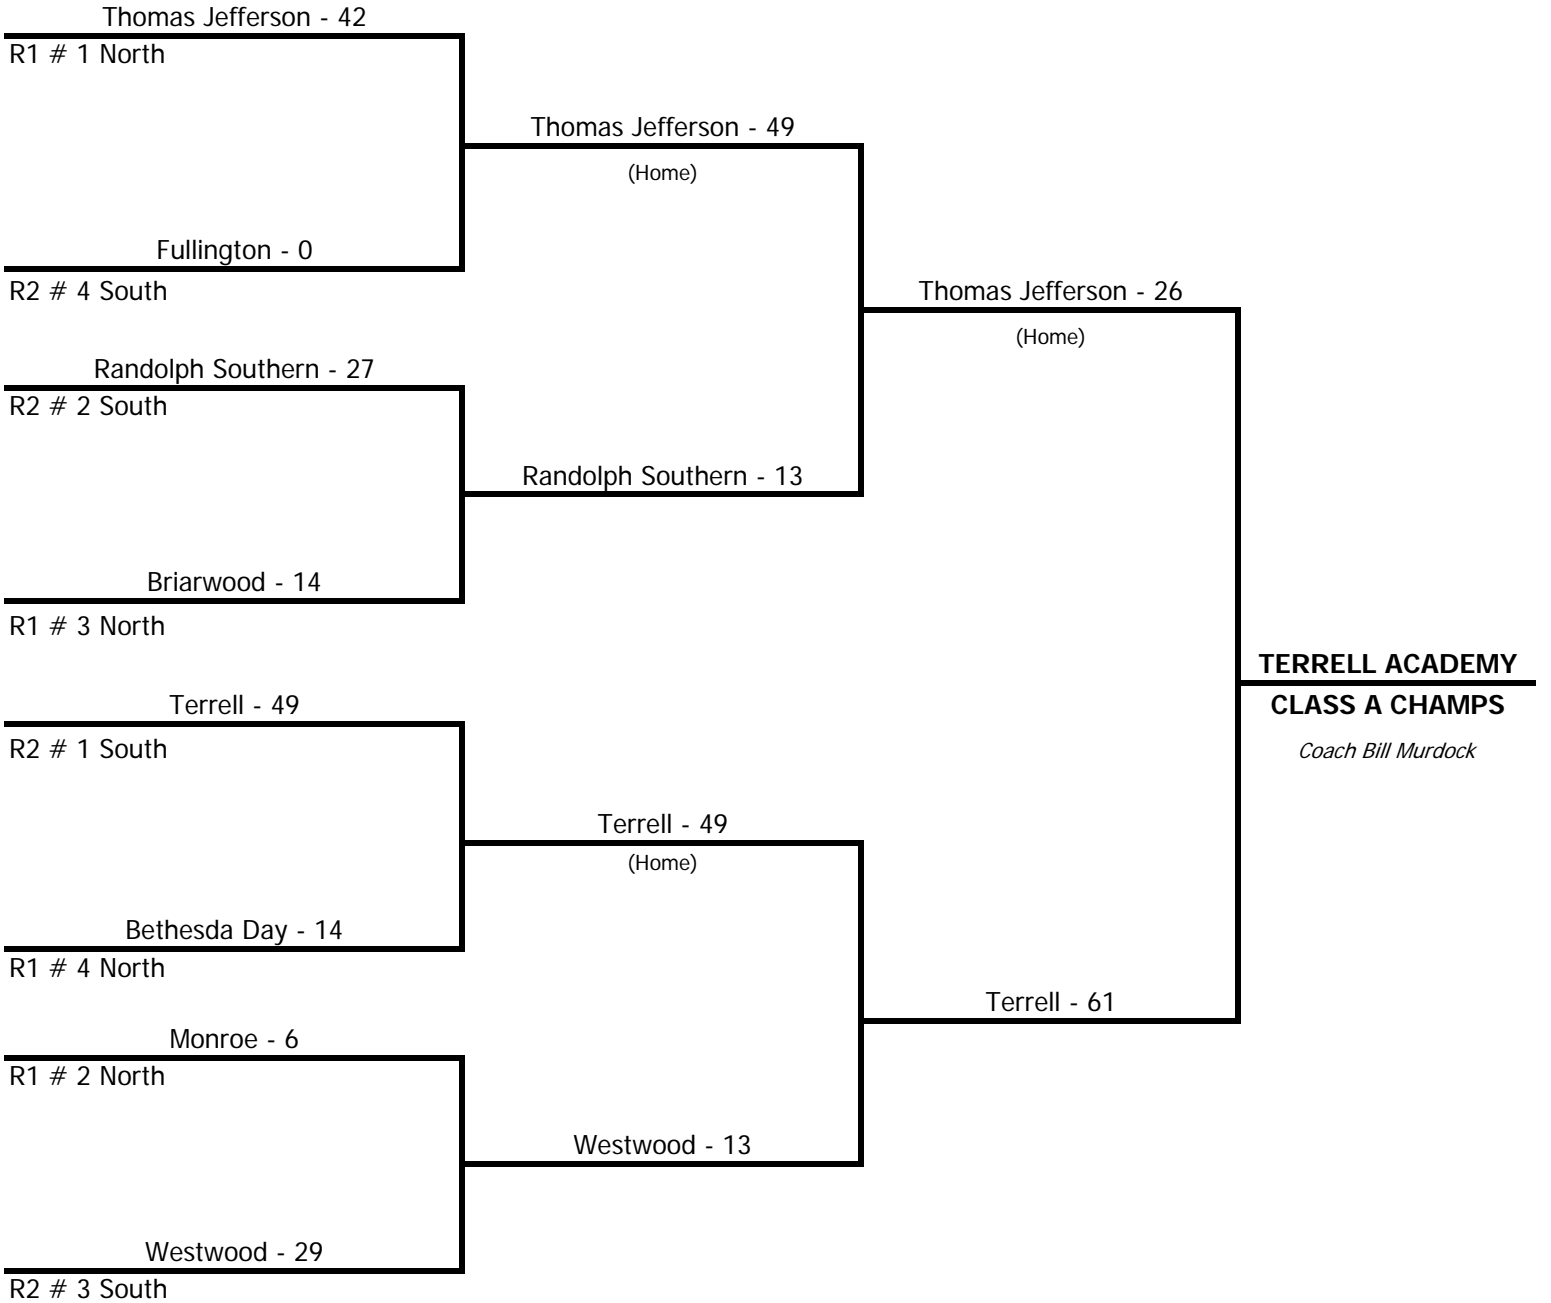 Thomas Jefferson - 42
R1 # 1 North
Thomas Jefferson - 49
(Home)
Fullington - 0
R2 # 4 South
Thomas Jefferson - 26
(Home)
Randolph Southern - 27
R2 # 2 South
Randolph Southern - 13
Briarwood - 14
R1 # 3 North
TERRELL ACADEMY
CLASS A CHAMPS
Coach Bill Murdock
Terrell - 49
R2 # 1 South
Terrell - 49
(Home)
Bethesda Day - 14
R1 # 4 North
Terrell - 61
Monroe - 6
R1 # 2 North
Westwood - 13
Westwood - 29
R2 # 3 South